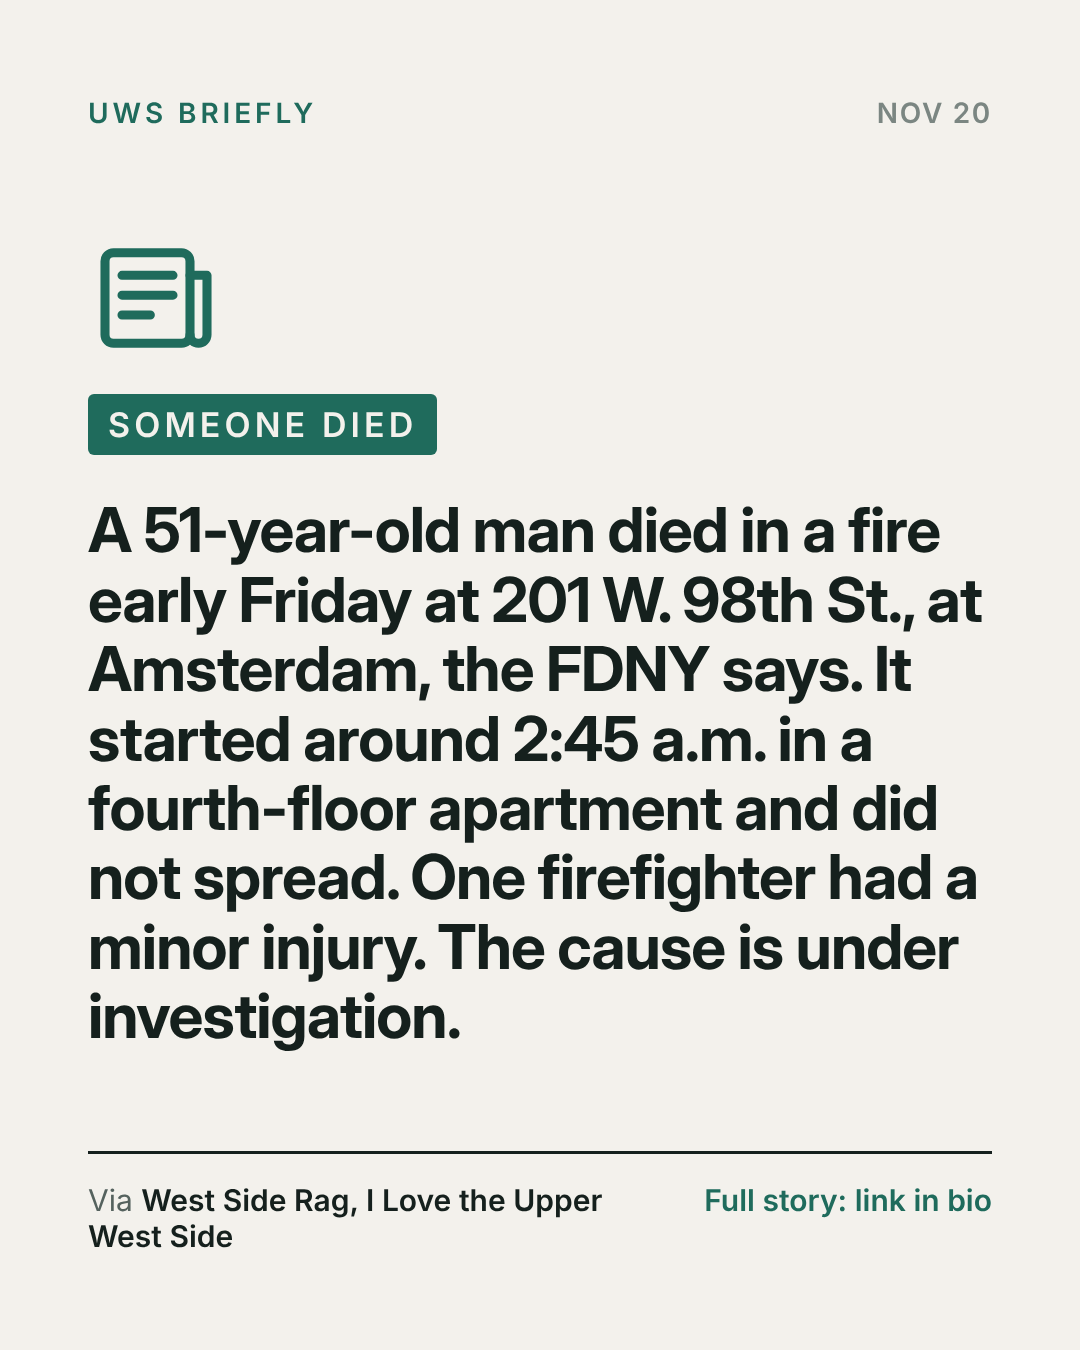 UWS BRIEFLY
NOV 20
SOMEONE DIED
A 51-year-old man died in a fire
early Friday at 201 W. 98th St., at
Amsterdam, the FDNY says. It
started around 2:45 a.m. in a
fourth-floor apartment and did
not spread. One firefighter had a
minor injury. The cause is under
investigation.
Via West Side Rag, I Love the Upper
West Side
Full story: link in bio